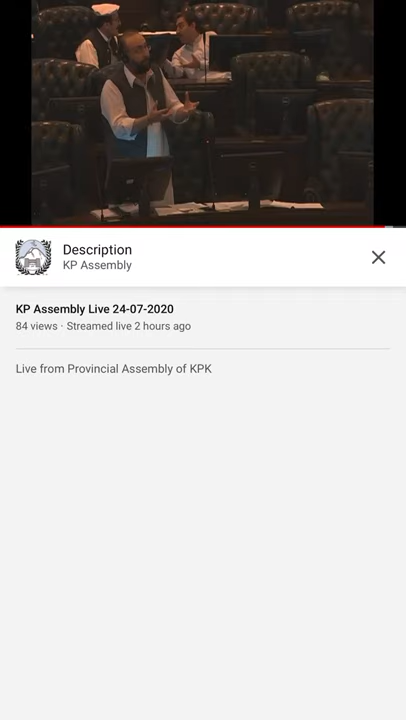 Description
KP Assembly
KP Assembly Live 24-07-2020
84 views · Streamed live 2 hours ago
Live from Provincial Assembly of KPK